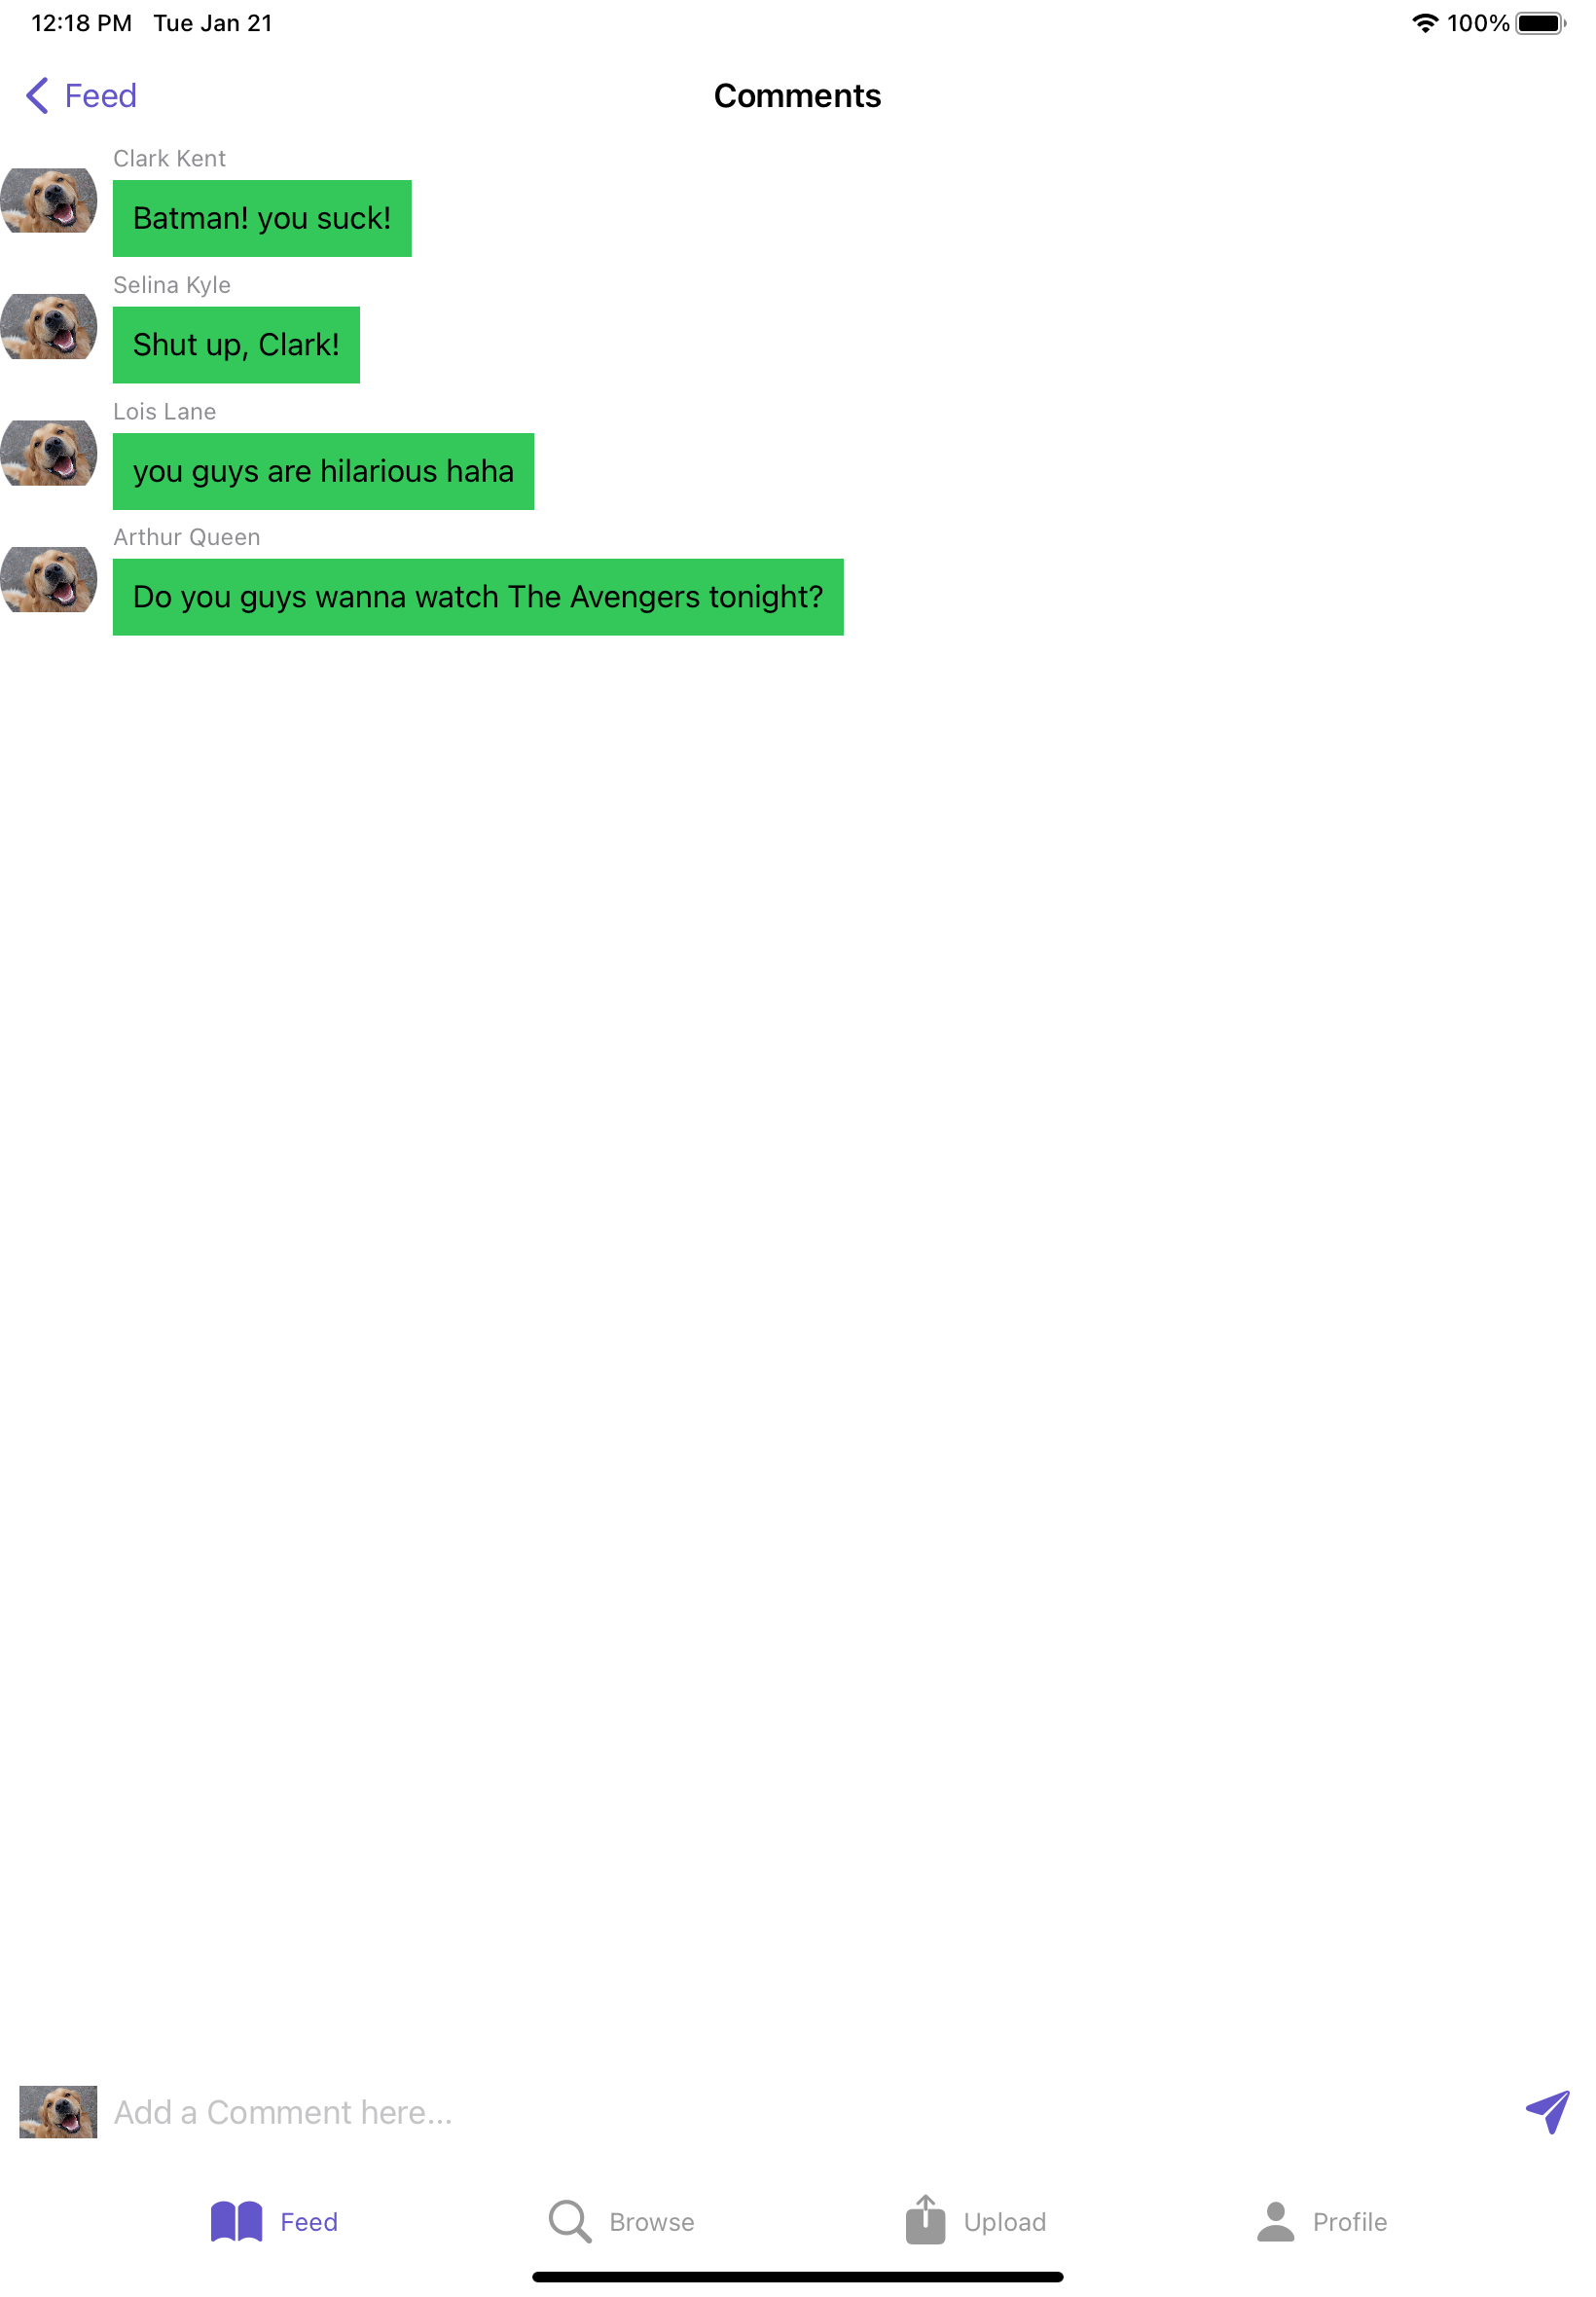 12:18 PM Tue Jan 21 100%
Feed Comments
Clark Kent
Batman! you suck!
Selina Kyle
Shut up, Clark!
Lois Lane
you guys are hilarious haha
Arthur Queen
Do you guys wanna watch The Avengers tonight?
Add a Comment here...
Feed Browse Upload Profile